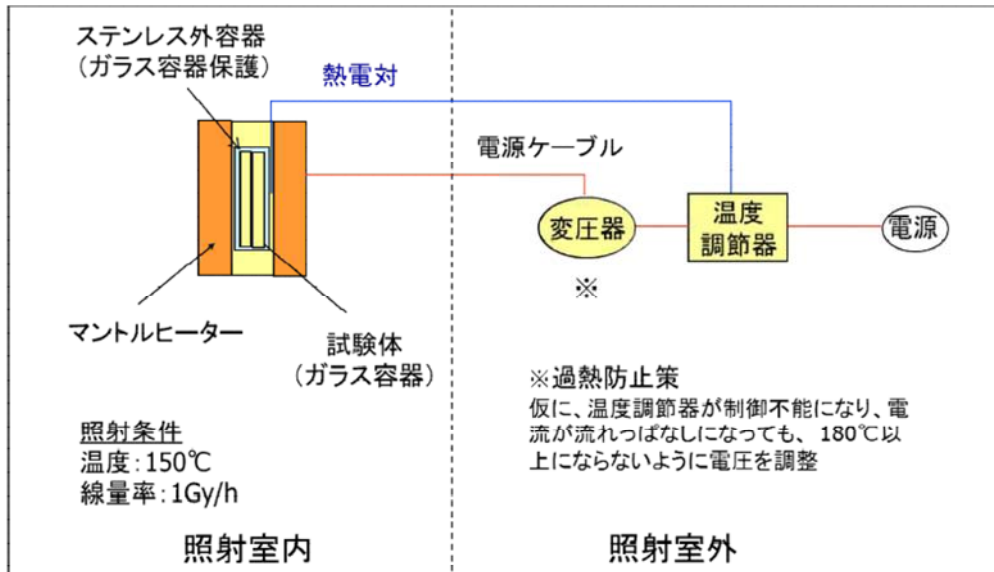 ステンレス外容器
（ガラス容器保護）
熱電対
電源ケーブル
変圧器
温度
調節器
電源
※
マントルヒーター
試験体
（ガラス容器）
照射条件
温度：150℃
線量率：1Gy/h
※過熱防止策
仮に、温度調節器が制御不能になり、電
流が流れっぱなしになっても、 180℃以
上にならないように電圧を調整
照射室内
照射室外